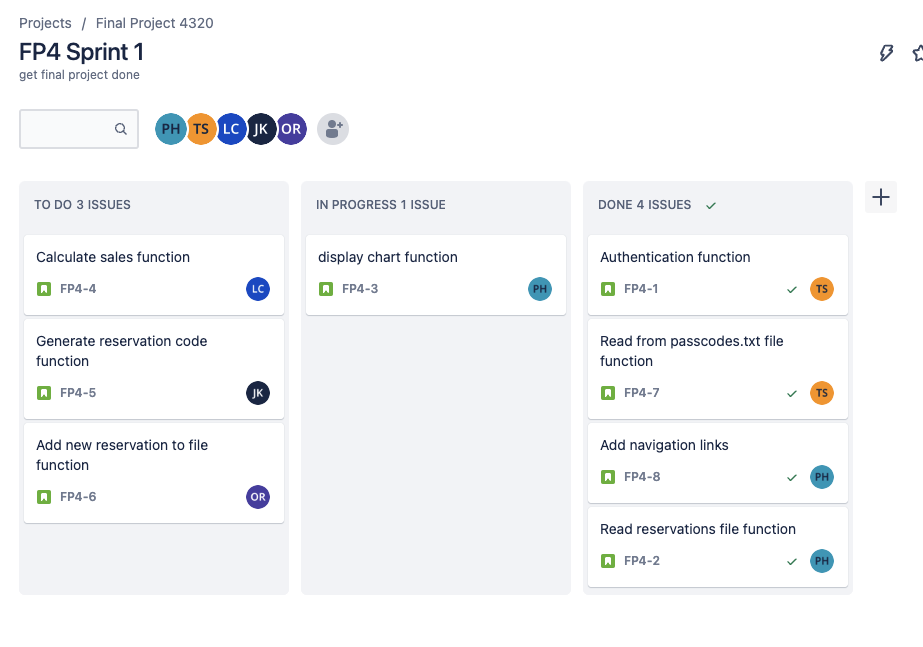 Projects / Final Project 4320
FP4 Sprint 1
get final project done
PH TS LC JK OR
TO DO 3 ISSUES
Calculate sales function
FP4-4 LC
Generate reservation code
function
FP4-5 JK
Add new reservation to file
function
FP4-6 OR
IN PROGRESS 1 ISSUE
display chart function
FP4-3 PH
DONE 4 ISSUES
Authentication function
FP4-1 TS
Read from passcodes.txt file
function
FP4-7 TS
Add navigation links
FP4-8 PH
Read reservations file function
FP4-2 PH